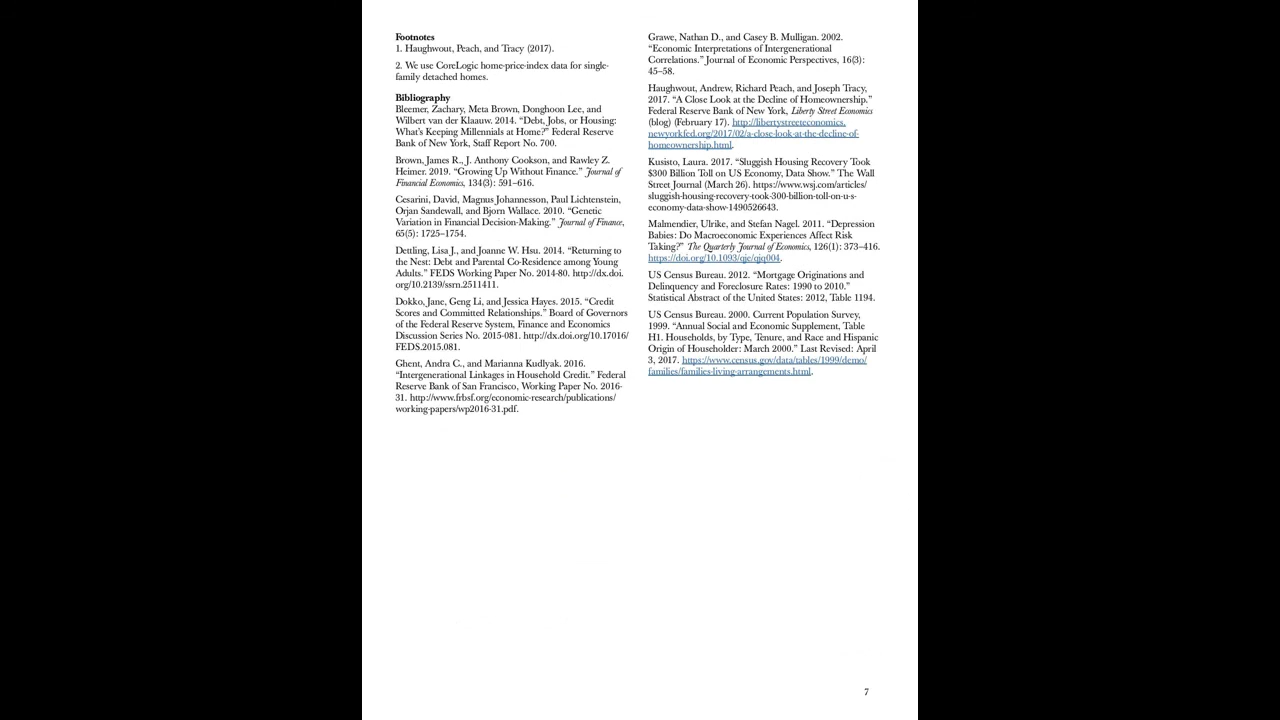 Footnotes
1. Haughwout, Peach, and Tracy (2017).
2. We use CoreLogic home-price-index data for single-
family detached homes.
Bibliography
Bleemer, Zachary, Meta Brown, Donghoon Lee, and
Wilbert van der Klaauw. 2014. “Debt, Jobs, or Housing:
What’s Keeping Millennials at Home?” Federal Reserve
Bank of New York, Staff Report No. 700.
Brown, James R., J. Anthony Cookson, and Rawley Z.
Heimer. 2019. “Growing Up Without Finance.” Journal of
Financial Economics, 134(3): 591–616.
Cesarini, David, Magnus Johannesson, Paul Lichtenstein,
Orjan Sandewall, and Bjorn Wallace. 2010. “Genetic
Variation in Financial Decision-Making.” Journal of Finance,
65(5): 1725–1754.
Dettling, Lisa J., and Joanne W. Hsu. 2014. “Returning to
the Nest: Debt and Parental Co-Residence among Young
Adults.” FEDS Working Paper No. 2014-80. http://dx.doi.
org/10.2139/ssrn.2511411.
Dokko, Jane, Geng Li, and Jessica Hayes. 2015. “Credit
Scores and Committed Relationships.” Board of Governors
of the Federal Reserve System, Finance and Economics
Discussion Series No. 2015-081. http://dx.doi.org/10.17016/
FEDS.2015.081.
Ghent, Andra C., and Marianna Kudlyak. 2016.
“Intergenerational Linkages in Household Credit.” Federal
Reserve Bank of San Francisco, Working Paper No. 2016-
31. http://www.frbsf.org/economic-research/publications/
working-papers/wp2016-31.pdf.
Grawe, Nathan D., and Casey B. Mulligan. 2002.
“Economic Interpretations of Intergenerational
Correlations.” Journal of Economic Perspectives, 16(3):
45–58.
Haughwout, Andrew, Richard Peach, and Joseph Tracy,
2017. “A Close Look at the Decline of Homeownership.”
Federal Reserve Bank of New York, Liberty Street Economics
(blog) (February 17). http://libertystreeteconomics.
newyorkfed.org/2017/02/a-close-look-at-the-decline-of-
homeownership.html.
Kusisto, Laura. 2017. “Sluggish Housing Recovery Took
$300 Billion Toll on US Economy, Data Show.” The Wall
Street Journal (March 26). https://www.wsj.com/articles/
sluggish-housing-recovery-took-300-billion-toll-on-u-s-
economy-data-show-1490526643.
Malmendier, Ulrike, and Stefan Nagel. 2011. “Depression
Babies: Do Macroeconomic Experiences Affect Risk
Taking?” The Quarterly Journal of Economics, 126(1): 373–416.
https://doi.org/10.1093/qje/qjq004.
US Census Bureau. 2012. “Mortgage Originations and
Delinquency and Foreclosure Rates: 1990 to 2010.”
Statistical Abstract of the United States: 2012, Table 1194.
US Census Bureau. 2000. Current Population Survey,
1999. “Annual Social and Economic Supplement, Table
H1. Households, by Type, Tenure, and Race and Hispanic
Origin of Householder: March 2000.” Last Revised: April
3, 2017. https://www.census.gov/data/tables/1999/demo/
families/families-living-arrangements.html.
7